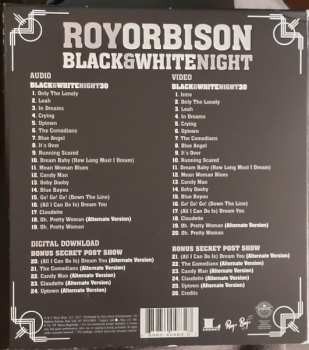 ROYORBISON
BLACK&WHITENIGHT
AUDIO
BLACK&WHITENIGHT30
1. Only The Lonely
2. Leah
3. In Dreams
4. Crying
5. Uptown
6. The Comedians
7. Blue Angel
8. It's Over
9. Running Scared
10. Dream Baby (How Long Must I Dream)
11. Mean Woman Blues
12. Candy Man
13. Ooby Dooby
14. Blue Bayou
15. Go! Go! Go! (Down The Line)
16. (All I Can Do Is) Dream You
17. Claudette
18. Oh, Pretty Woman (Alternate Version)
19. Oh, Pretty Woman
DIGITAL DOWNLOAD
BONUS SECRET POST SHOW
20. (All I Can Do Is) Dream You (Alternate Version)
21. The Comedians (Alternate Version)
22. Candy Man (Alternate Version)
23. Claudette (Alternate Version)
24. Uptown (Alternate Version)
VIDEO
BLACK&WHITENIGHT30
1. Intro
2. Only The Lonely
3. Leah
4. In Dreams
5. Crying
6. Uptown
7. The Comedians
8. Blue Angel
9. It's Over
10. Running Scared
11. Dream Baby (How Long Must I Dream)
12. Mean Woman Blues
13. Candy Man
14. Ooby Dooby
15. Blue Bayou
16. Go! Go! Go! (Down The Line)
17. (All I Can Do Is) Dream You
18. Claudette
19. Oh, Pretty Woman (Alternate Version)
20. Oh, Pretty Woman
BONUS SECRET POST SHOW
21. (All I Can Do Is) Dream You (Alternate Version)
22. The Comedians (Alternate Version)
23. Candy Man (Alternate Version)
24. Claudette (Alternate Version)
25. Uptown (Alternate Version)
26. Credits